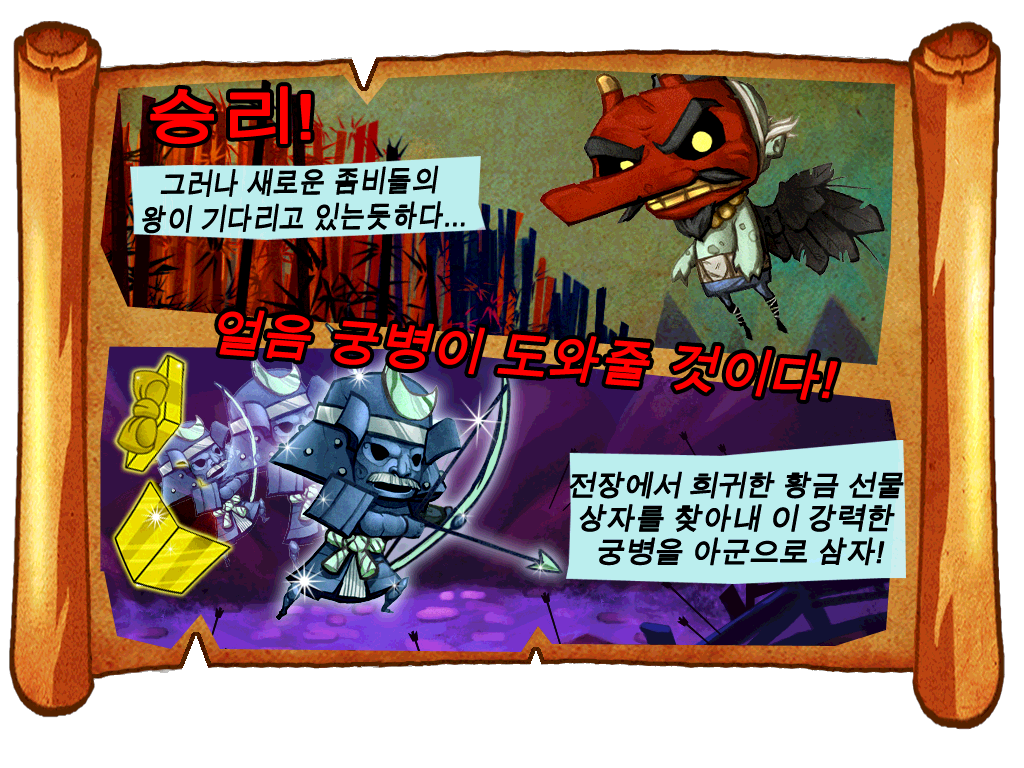 승리!
그러나 새로운 좀비들의
왕이 기다리고 있는듯하다...
얼음 궁병이 도와줄 것이다!
전장에서 희귀한 황금 선물
상자를 찾아내 이 강력한
궁병을 아군으로 삼자!